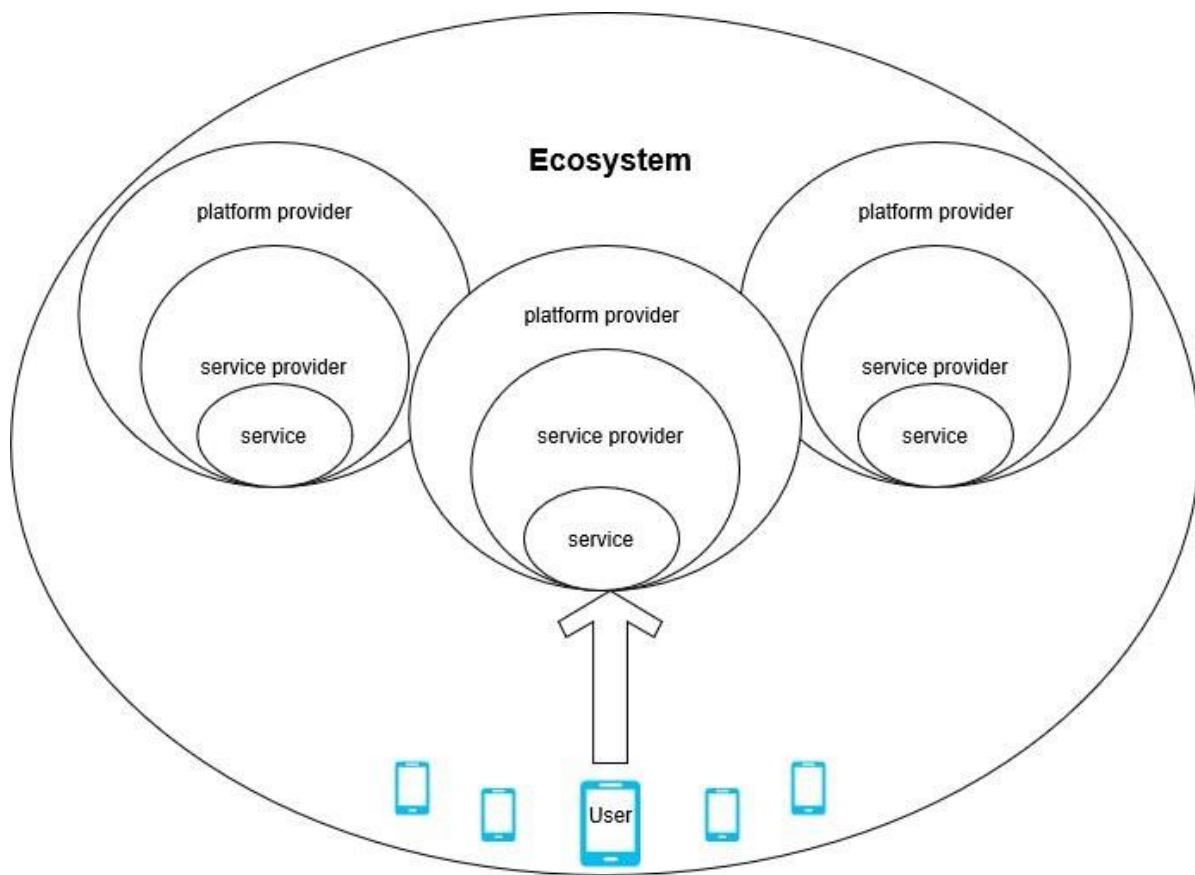 Ecosystem
platform provider
platform provider
platform provider
service provider
service provider
service
service provider
service
service
User